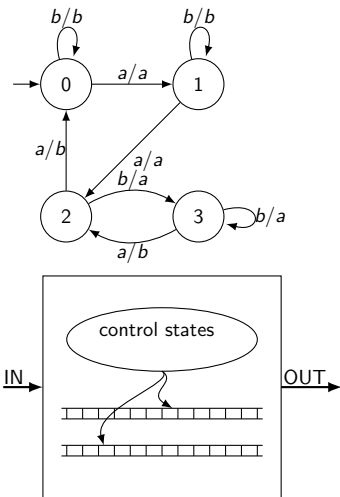 b/b b/b
0 a/a 1
a/b a/a
b/a
2 3 b/a
a/b
control states
IN OUT